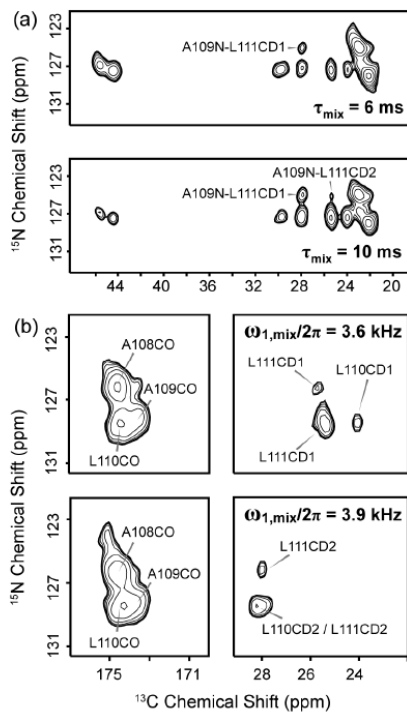 (a)
123
127
131
A109N-L111CD1
τmix = 6 ms
123
127
131
A109N-L111CD1
A109N-L111CD2
τmix = 10 ms
15N Chemical Shift (ppm)
44 40 36 32 28 24 20
(b)
123
127
131
A108CO
A109CO
L110CO
ω1,mix/2π = 3.6 kHz
L111CD1
L110CD1
L111CD1
123
127
131
A108CO
A109CO
L110CO
ω1,mix/2π = 3.9 kHz
L111CD2
L110CD2 / L111CD2
15N Chemical Shift (ppm)
175 171
28 26 24
13C Chemical Shift (ppm)